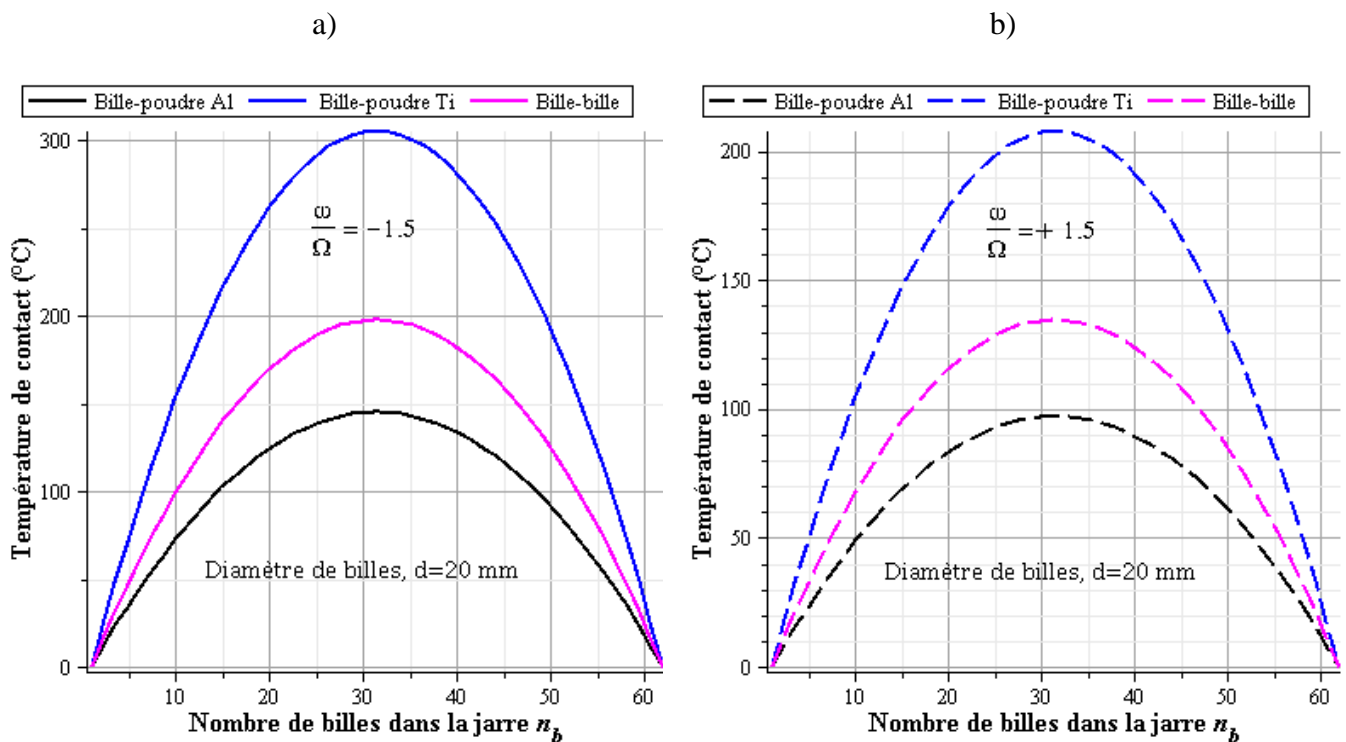 a)
Bille-poudre Al Bille-poudre Ti Bille-bille
300
200
100
0
Température de contact (°C)
ω
Ω = −1.5
Diamètre de billes, d=20 mm
10 20 30 40 50 60
Nombre de billes dans la jarre n_b
b)
Bille-poudre Al Bille-poudre Ti Bille-bille
200
150
100
50
0
Température de contact (°C)
ω
Ω =+ 1.5
Diamètre de billes, d=20 mm
10 20 30 40 50 60
Nombre de billes dans la jarre n_b